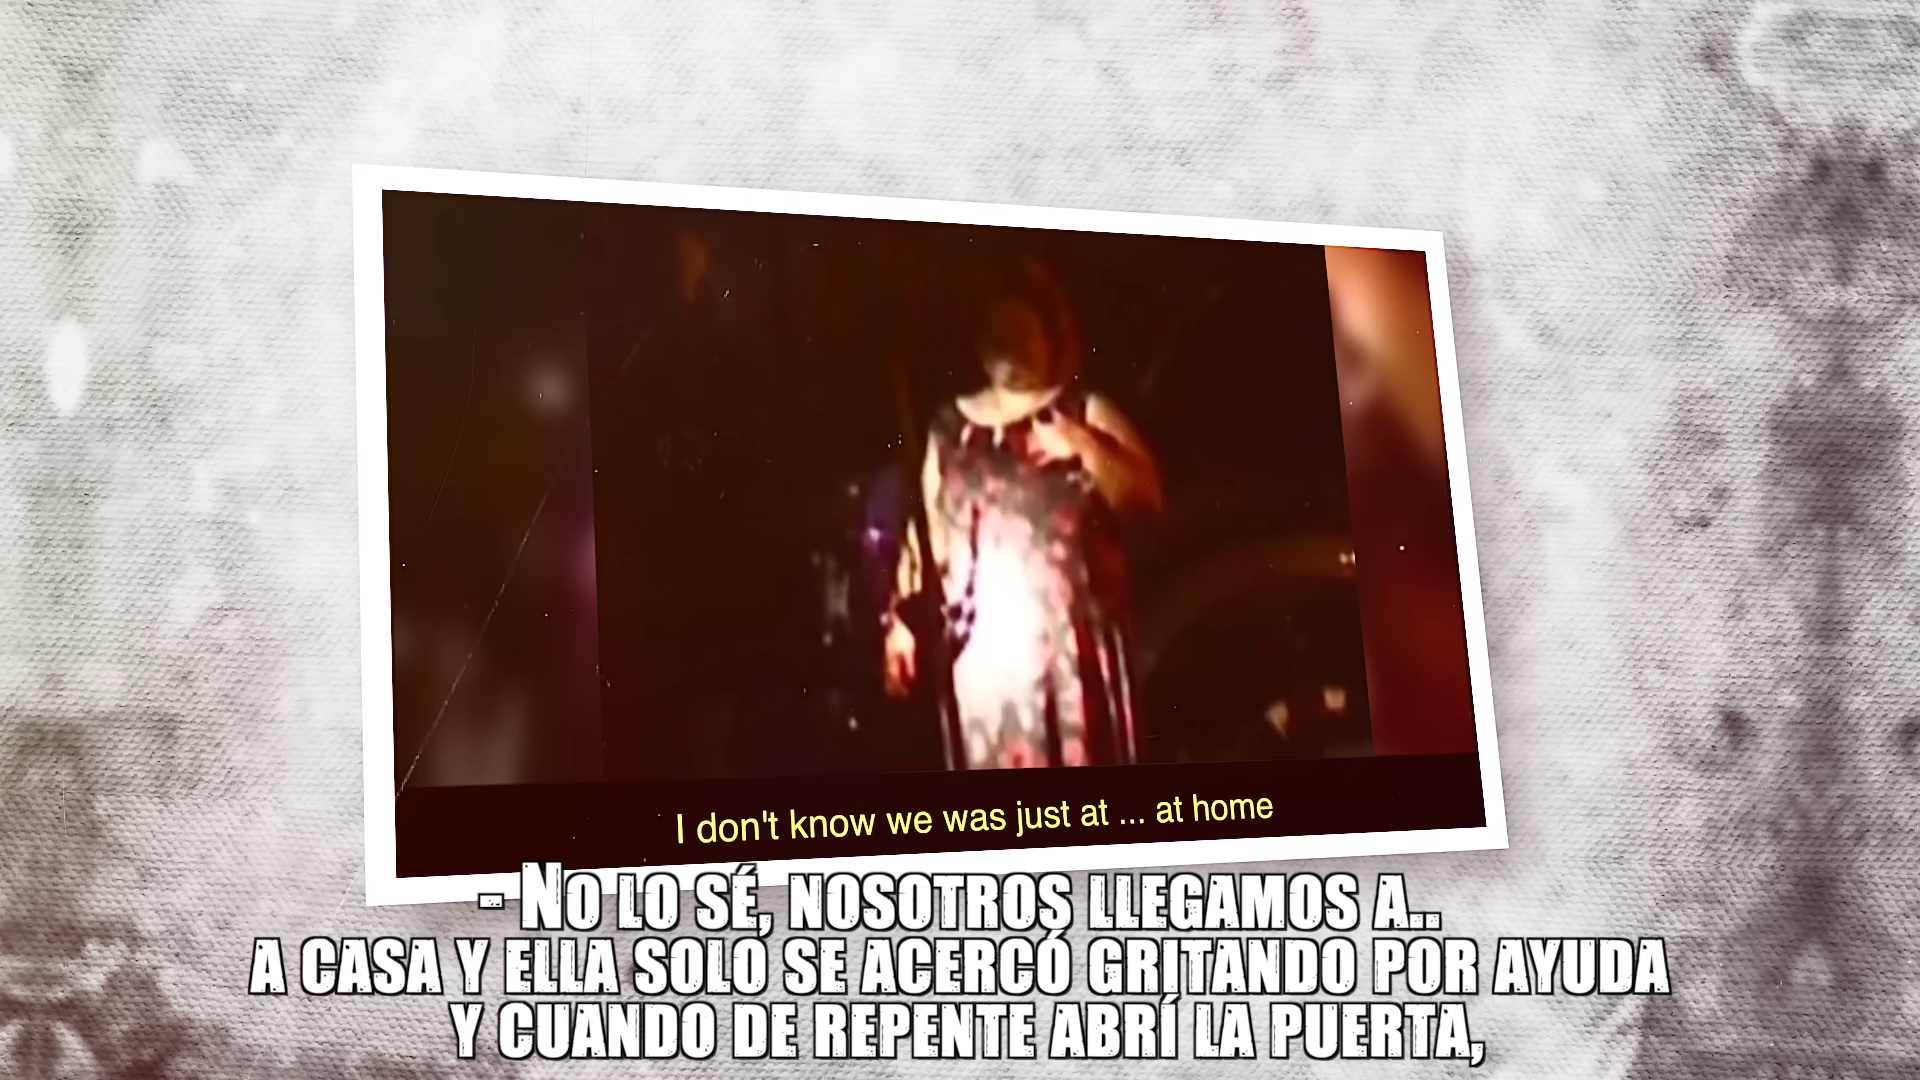 I don't know we was just at ... at home
- No lo sé, nosotros llegamos a..
a casa y ella solo se acercó gritando por ayuda
y cuando de repente abrí la puerta,